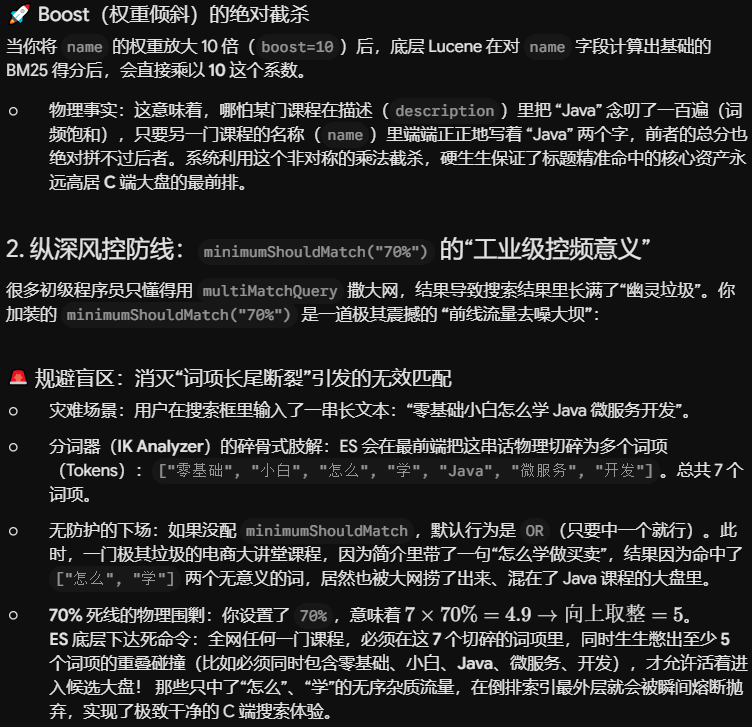 🚀 Boost（权重倾斜）的绝对截杀
当你将 name 的权重放大 10 倍（boost=10）后，底层 Lucene 在对 name 字段计算出基础的
BM25 得分后，会直接乘以 10 这个系数。
○ 物理事实：这意味着，哪怕某门课程在描述（description）里把 “Java” 念叨了一百遍（词
频饱和），只要另一门课程的名称（name）里端端正正地写着 “Java” 两个字，前者的总分也
绝对拼不过后者。系统利用这个非对称的乘法截杀，硬生生保证了标题精准命中的核心资产永
远高居 C 端大盘的最前排。
2. 纵深风控防线：minimumShouldMatch("70%") 的“工业级控频意义”
很多初级程序员只懂得用 multiMatchQuery 撒大网，结果导致搜索结果里长满了“幽灵垃圾”。你
加装的 minimumShouldMatch("70%") 是一道极其震撼的 “前线流量去噪大坝”：
🚨 规避盲区：消灭“词项长尾断裂”引发的无效匹配
○ 灾难场景：用户在搜索框里输入了一串长文本：“零基础小白怎么学 Java 微服务开发”。
○ 分词器（IK Analyzer）的碎骨式肢解：ES 会在最前端把这串话物理切碎为多个词项
（Tokens）：["零基础", "小白", "怎么", "学", "Java", "微服务", "开发"]。总共 7 个
词项。
○ 无防护的下场：如果没配 minimumShouldMatch，默认行为是 OR（只要中一个就行）。此
时，一门极其垃圾的电商大讲堂课程，因为简介里带了一句“怎么学做买卖”，结果因为命中了
["怎么", "学"] 两个无意义的词，居然也被大网捞了出来、混在了 Java 课程的大盘里。
○ 70% 死线的物理围剿：你设置了 70%，意味着 7 × 70% = 4.9 → 向上取整 = 5。
ES 底层下达死命令：全网任何一门课程，必须在这 7 个切碎的词项里，同时生生憋出至少 5
个词项的重叠碰撞（比如必须同时包含零基础、小白、Java、微服务、开发），才允许活着进
入候选大盘！ 那些只中了“怎么”、“学”的无序杂质流量，在倒排索引最外层就会被瞬间熔断抛
弃，实现了极致干净的 C 端搜索体验。